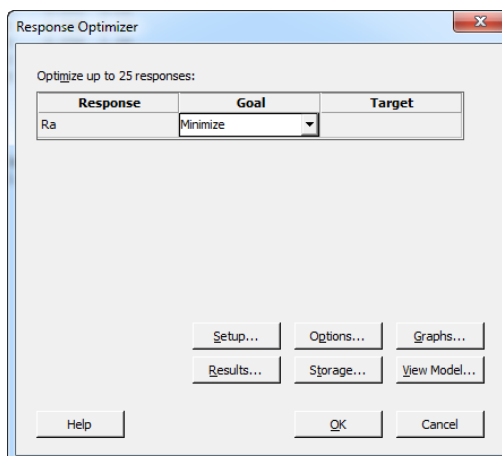 Response Optimizer
Optimize up to 25 responses:
Response Goal Target
Ra Minimize
Setup... Options... Graphs...
Results... Storage... View Model...
Help OK Cancel